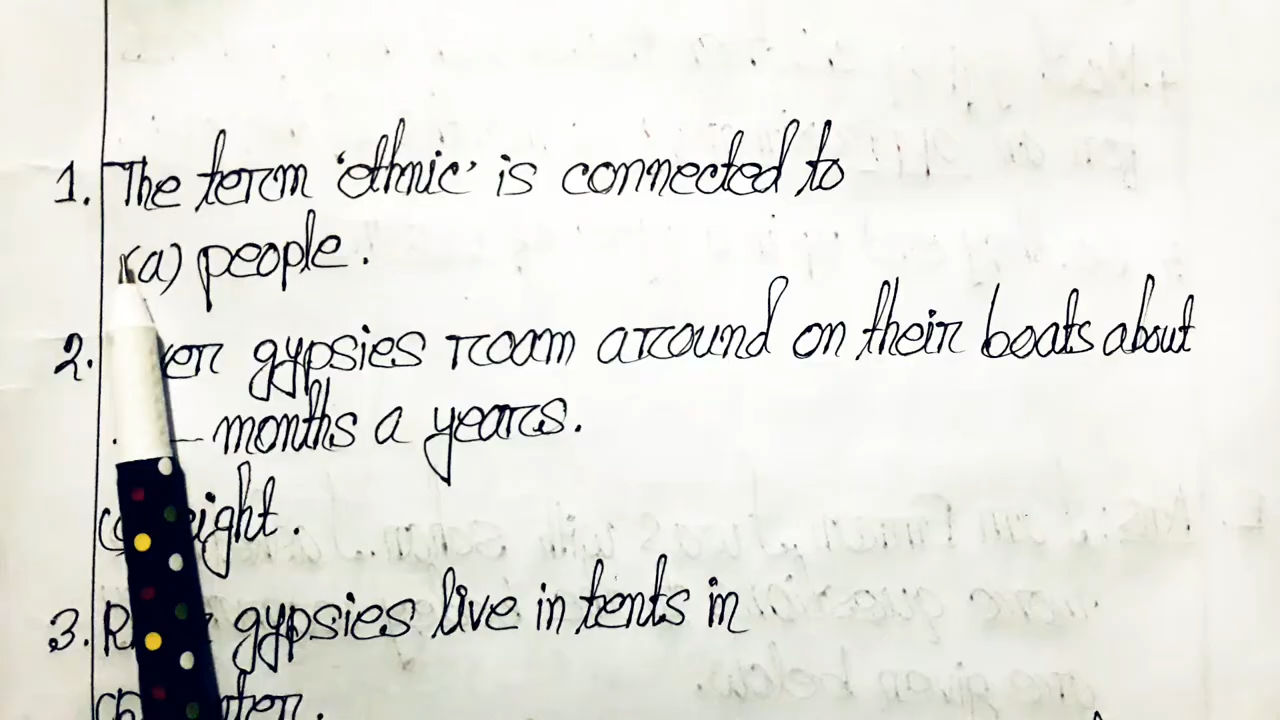 1. The term 'ethnic' is connected to
(a) people.
2. gypsies roam around on their boats about
— months a years.
3. gypsies live in tents in